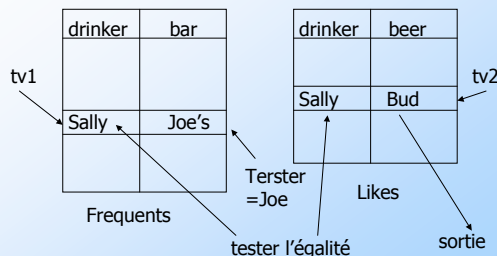 drinker bar
drinker beer
tv1
tv2
Sally Bud
Sally Joe's
Terster
=Joe
Likes
Frequents
tester l'égalité
sortie